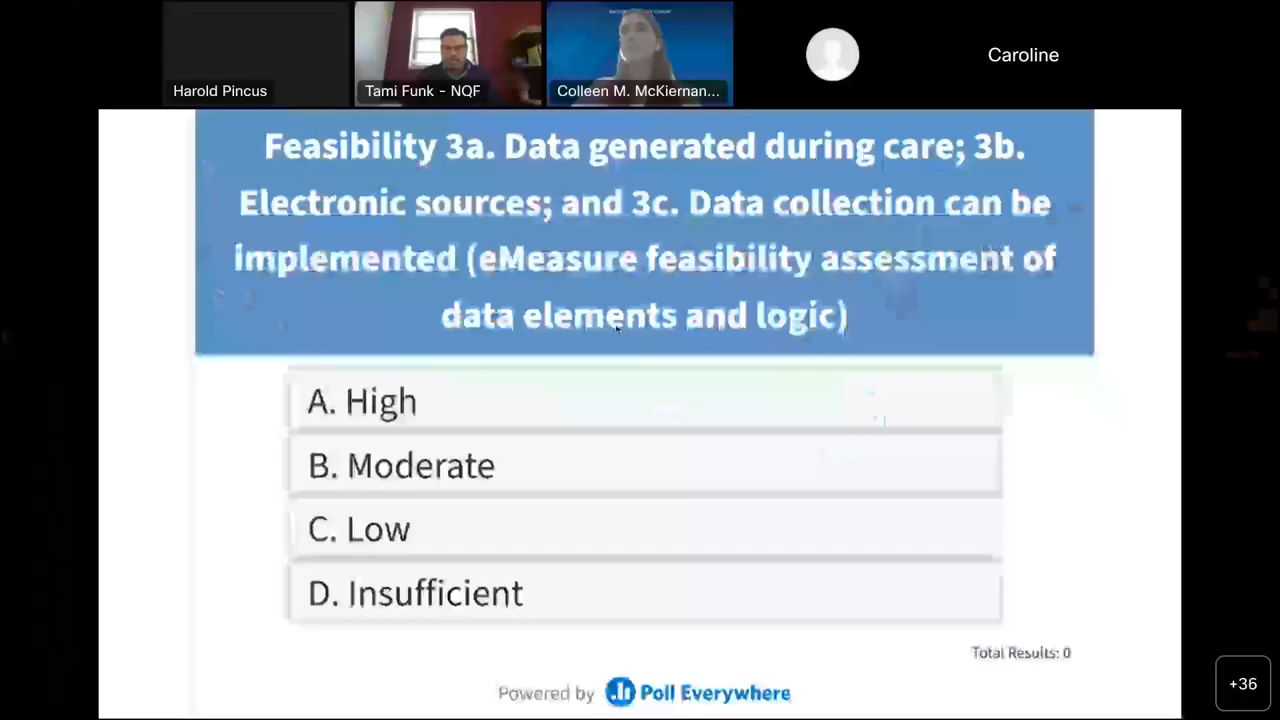 Harold Pincus
Tami Funk - NQF
Colleen M. McKiernan...
Caroline
Feasibility 3a. Data generated during care; 3b.
Electronic sources; and 3c. Data collection can be
implemented (eMeasure feasibility assessment of
data elements and logic)
A. High
B. Moderate
C. Low
D. Insufficient
Total Results: 0
Powered by Poll Everywhere
+36